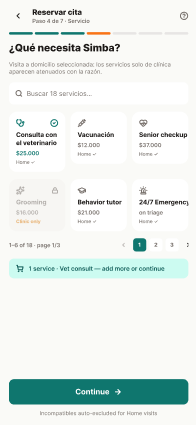 Reservar cita
Paso 4 de 7 · Servicio
¿Qué necesita Simba?
Visita a domicilio seleccionada: los servicios solo de clínica
aparecen atenuados con la razón.
Buscar 18 servicios...
Consulta con
el veterinario
$25.000
Home ✓
Vacunación
$12.000
Home ✓
Senior checkup
$37.000
Home ✓
Grooming
$18.000
Clinic only
Behavior tutor
$21.000
Home ✓
24/7 Emergency
on triage
Home ✓
1–6 of 18 · page 1/3
‹ 1 2 3 ›
1 service · Vet consult — add more or continue
Continue →
Incompatibles auto-excluded for Home visits